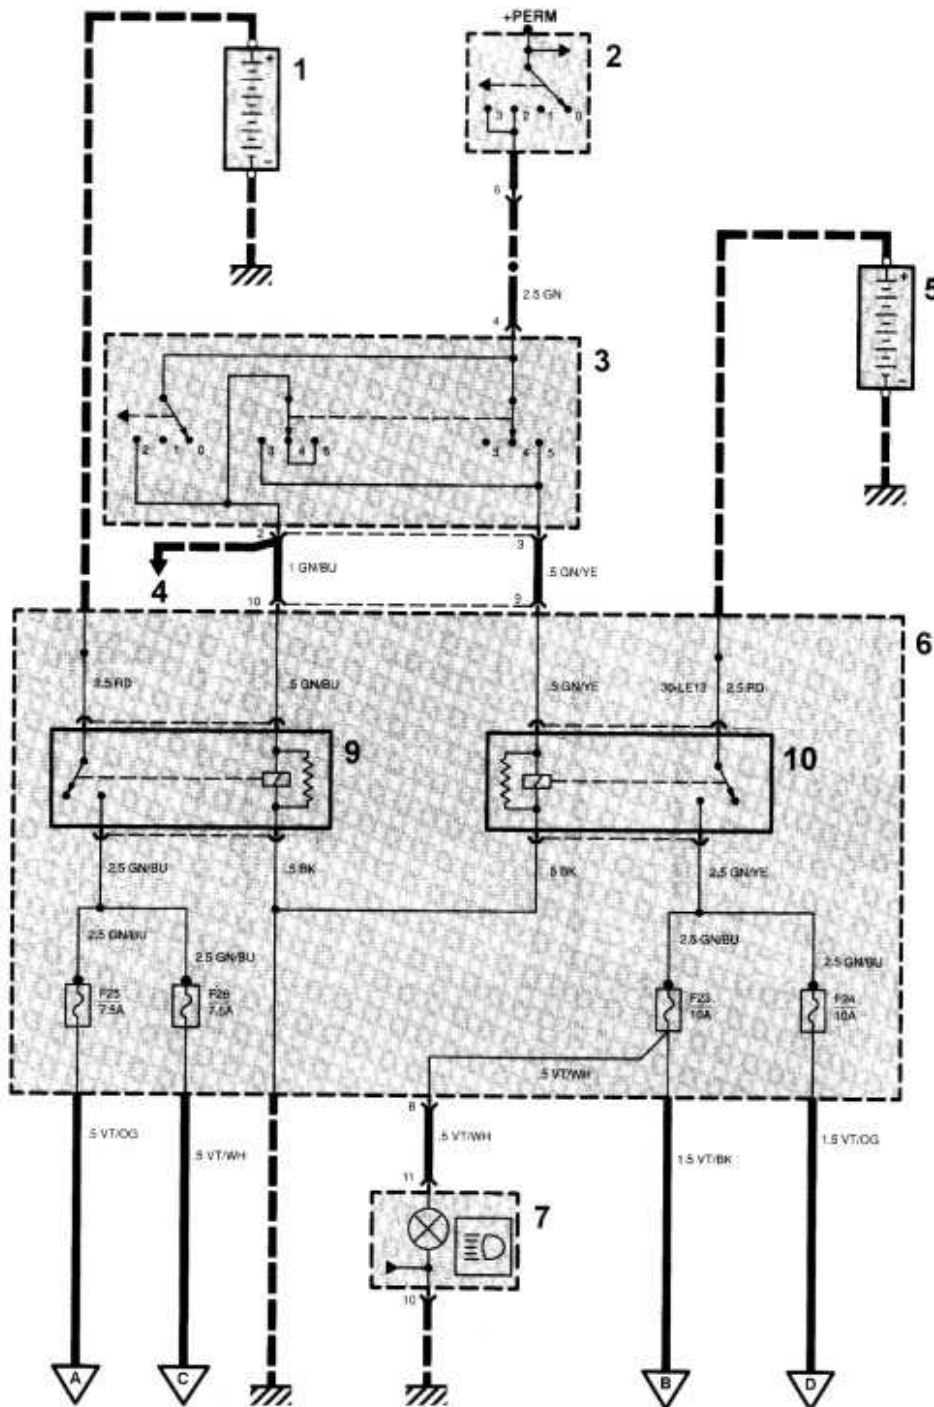 +PERM
1
2
3 2 1 0
6
2.5 GN
5
4
3
2 1 0 3 4 5 3 4 5
2 3
4
1 GN/BU
.5 GN/YE
10 9
6
2.5 RD
.5 GN/BU
.5 GN/YE
30-LE13
2.5 RD
9
10
2.5 GN/BU
.5 BK
.5 BK
2.5 GN/YE
2.5 GN/BU
2.5 GN/BU
2.5 GN/BU
2.5 GN/BU
F25
7.5A
F26
7.5A
F23
10A
F24
10A
.5 VT/WH
8
.5 VT/OG
.5 VT/WH
.5 VT/WH
1.5 VT/BK
1.5 VT/OG
11
7
10
A
C
B
D